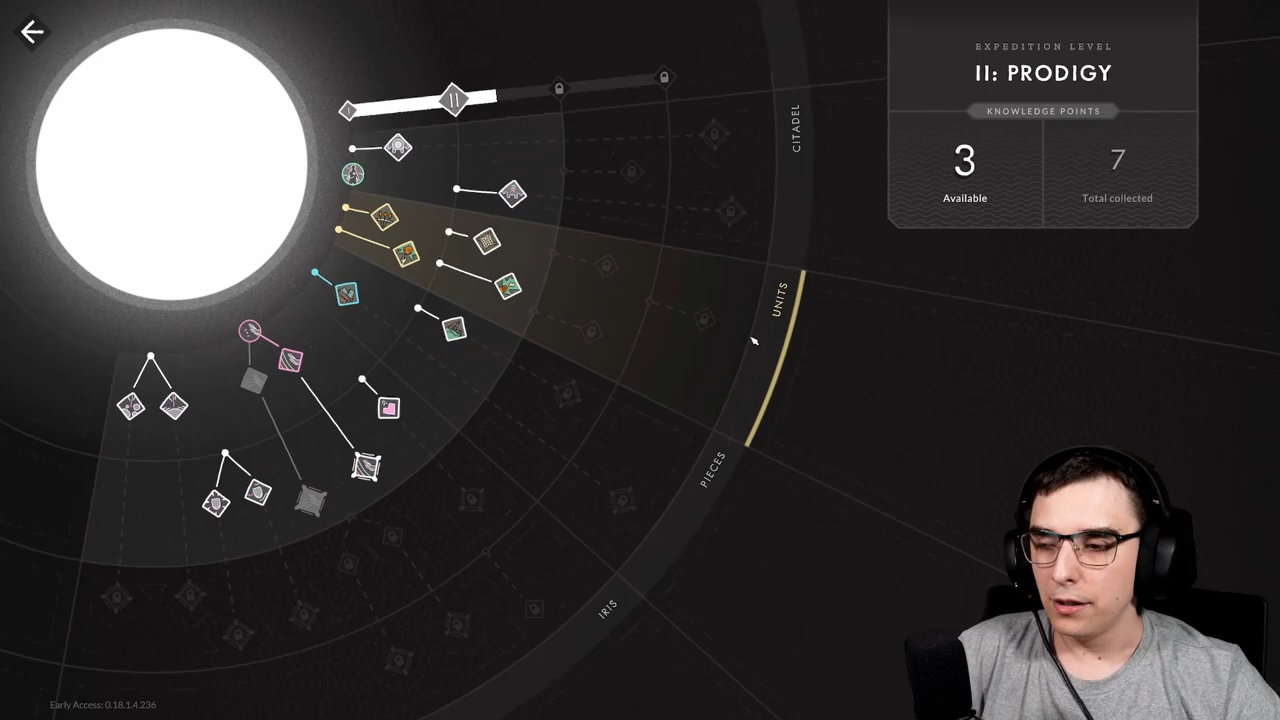 EXPEDITION LEVEL
II: PRODIGY
KNOWLEDGE POINTS
3
7
Available
Total collected
I
II
CITADEL
UNITS
PIECES
IRIS
Early Access: 0.18.1.4.236